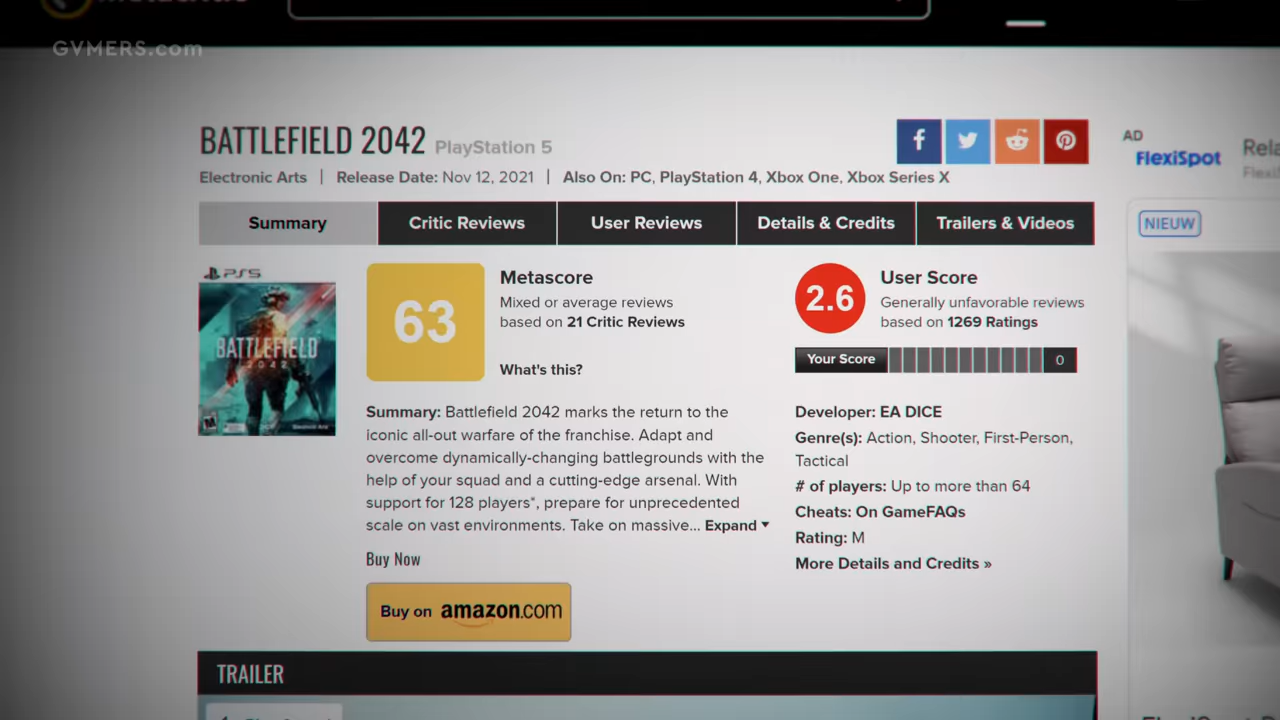 GVMERS.com
BATTLEFIELD 2042 PlayStation 5
AD
FlexiSpot
Electronic Arts | Release Date: Nov 12, 2021 | Also On: PC, PlayStation 4, Xbox One, Xbox Series X
Summary
Critic Reviews
User Reviews
Details & Credits
Trailers & Videos
NIEUW
PS5
BATTLEFIELD
2042
63
Metascore
Mixed or average reviews
based on 21 Critic Reviews
What's this?
2.6
User Score
Generally unfavorable reviews
based on 1269 Ratings
Your Score
0
Summary: Battlefield 2042 marks the return to the
iconic all-out warfare of the franchise. Adapt and
overcome dynamically-changing battlegrounds with the
help of your squad and a cutting-edge arsenal. With
support for 128 players*, prepare for unprecedented
scale on vast environments. Take on massive... Expand
Developer: EA DICE
Genre(s): Action, Shooter, First-Person,
Tactical
# of players: Up to more than 64
Cheats: On GameFAQs
Rating: M
More Details and Credits »
Buy Now
Buy on amazon.com
TRAILER